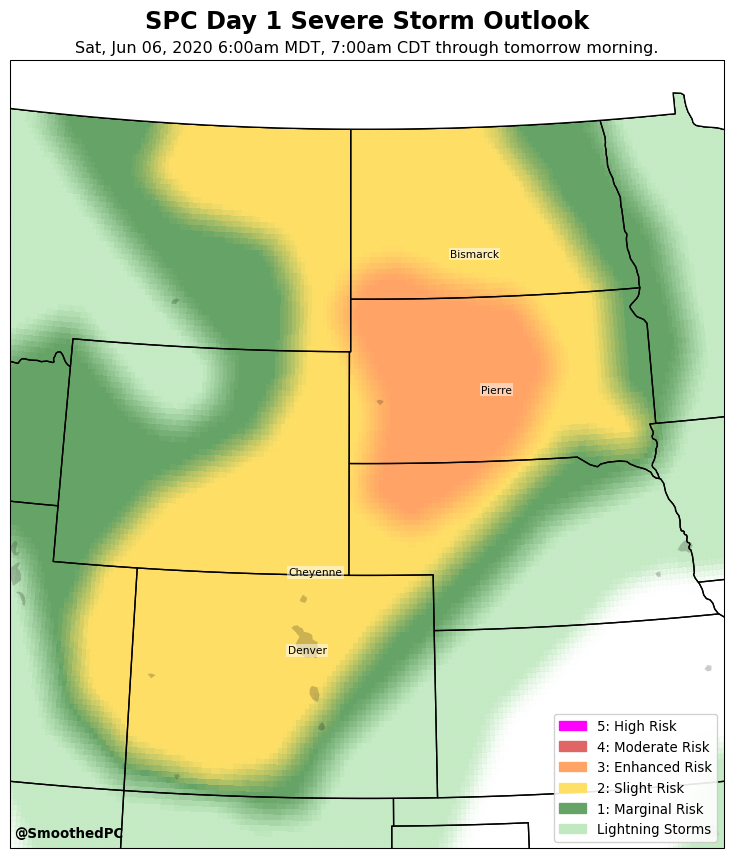 SPC Day 1 Severe Storm Outlook
Sat, Jun 06, 2020 6:00am MDT, 7:00am CDT through tomorrow morning.
Bismarck
Pierre
Cheyenne
Denver
5: High Risk
4: Moderate Risk
3: Enhanced Risk
2: Slight Risk
1: Marginal Risk
Lightning Storms
@SmoothedPC